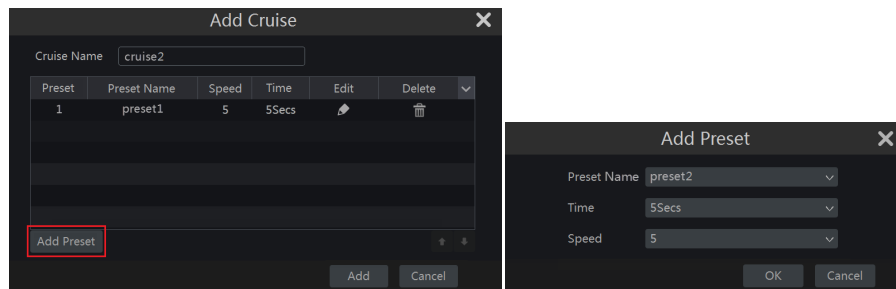 Add Cruise
Cruise Name cruise2
Preset Preset Name Speed Time Edit Delete
1 preset1 5 5Secs
Add Preset
Add Cancel
Add Preset
Preset Name preset2
Time 5Secs
Speed 5
OK Cancel